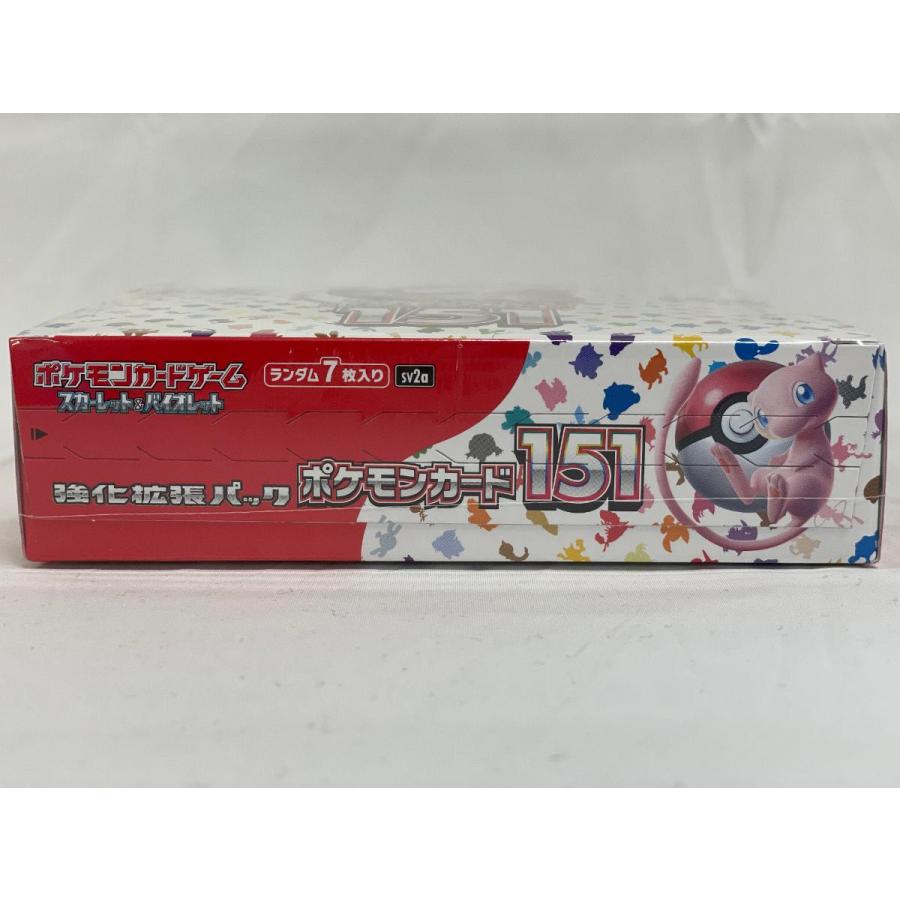 151
ポケモンカードゲーム
スカーレット&バイオレット
ランダム7枚入り
sv2a
強化拡張パック
ポケモンカード151